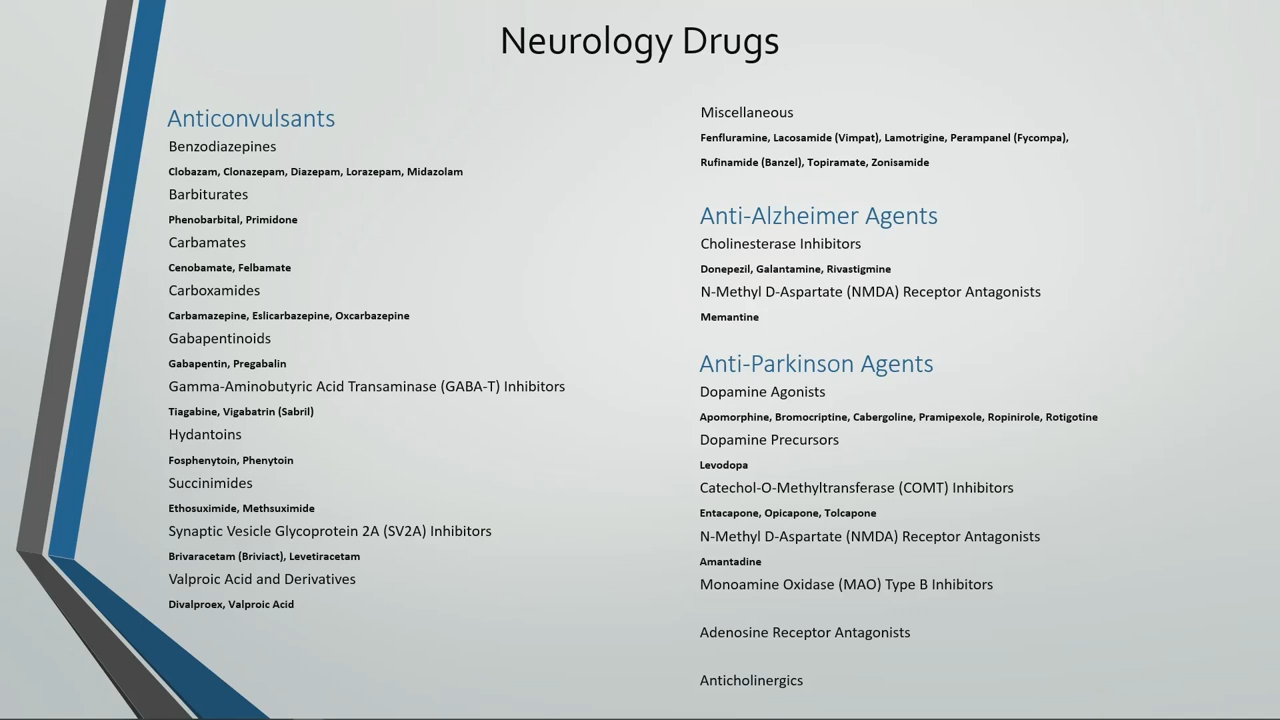 Neurology Drugs
Anticonvulsants
Benzodiazepines
Clobazam, Clonazepam, Diazepam, Lorazepam, Midazolam
Barbiturates
Phenobarbital, Primidone
Carbamates
Cenobamate, Felbamate
Carboxamides
Carbamazepine, Eslicarbazepine, Oxcarbazepine
Gabapentinoids
Gabapentin, Pregabalin
Gamma-Aminobutyric Acid Transaminase (GABA-T) Inhibitors
Tiagabine, Vigabatrin (Sabril)
Hydantoins
Fosphenytoin, Phenytoin
Succinimides
Ethosuximide, Methsuximide
Synaptic Vesicle Glycoprotein 2A (SV2A) Inhibitors
Brivaracetam (Briviact), Levetiracetam
Valproic Acid and Derivatives
Divalproex, Valproic Acid
Miscellaneous
Fenfluramine, Lacosamide (Vimpat), Lamotrigine, Perampanel (Fycompa),
Rufinamide (Banzel), Topiramate, Zonisamide
Anti-Alzheimer Agents
Cholinesterase Inhibitors
Donepezil, Galantamine, Rivastigmine
N-Methyl D-Aspartate (NMDA) Receptor Antagonists
Memantine
Anti-Parkinson Agents
Dopamine Agonists
Apomorphine, Bromocriptine, Cabergoline, Pramipexole, Ropinirole, Rotigotine
Dopamine Precursors
Levodopa
Catechol-O-Methyltransferase (COMT) Inhibitors
Entacapone, Opicapone, Tolcapone
N-Methyl D-Aspartate (NMDA) Receptor Antagonists
Amantadine
Monoamine Oxidase (MAO) Type B Inhibitors
Adenosine Receptor Antagonists
Anticholinergics